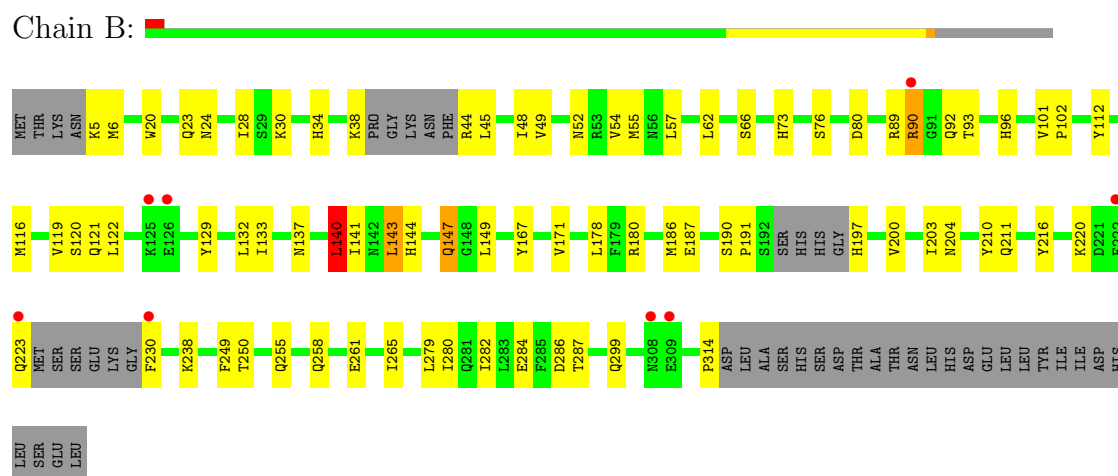 Chain B:
MET THR LYS ASN K5 M6 W20 Q23 N24 I28 S29 K30 H34 K38 PRO GLY LYS ASN PHE R44 L45 I48 V49 N52 R53 V54 M55 N56 L57 L62 S66 H73 S76 D80 R89 R90 G91 Q92 T93 H96 V101 P102 Y112
M116 V119 S120 Q121 L122 K125 E126 Y129 L132 I133 N137 L140 I141 N142 L143 H144 Q147 G148 L149 Y167 V171 L178 F179 R180 M186 E187 S190 P191 S192 SER HIS HIS GLY H197 V200 I203 N204 Y210 Q211 Y216 K220 D221
Q223 MET SER SER GLU LYS GLY F230 K238 F249 T250 Q255 Q258 E261 I265 L279 I280 Q281 I282 L283 E284 F285 D286 T287 Q299 N308 E309 P314 ASP LEU ALA SER HIS SER ASP THR ALA THR ASN LEU HIS ASP GLU LEU LEU TYR ILE ILE ASP HIS
LEU SER GLU LEU